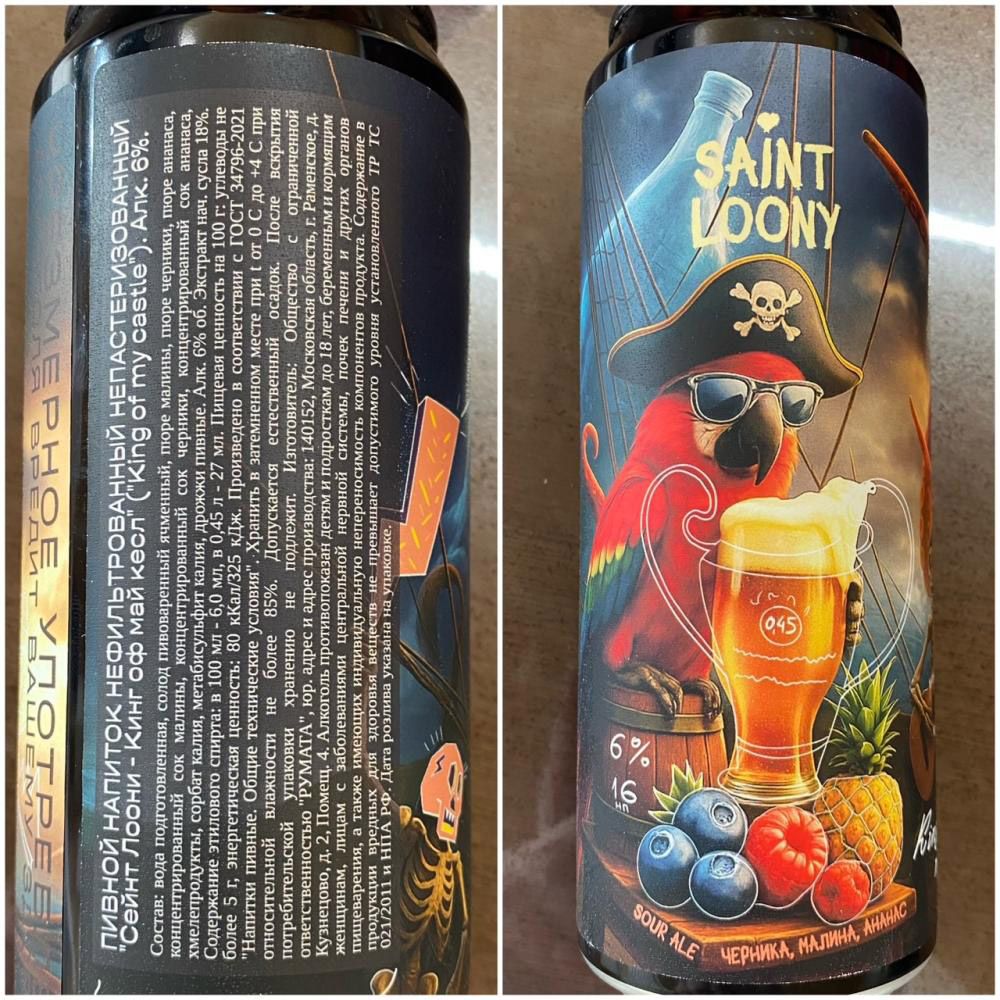 МЕРНОЕ УПОТРЕ
ЛЯ ВРЕДИТ ВАШЕМУ З
ПИВНОЙ НАПИТОК НЕФИЛЬТРОВАННЫЙ НЕПАСТЕРИЗОВАННЫЙ
"Сейнт Лоони - Кинг оф май кесл" ("King of my castle"). Алк. 6%.
Состав: вода подготовленная, солод пивоваренный ячменный, пюре малины, пюре черники, пюре ананаса,
концентрированный сок малины, концентрированный сок черники, концентрированный сок ананаса,
хмелепродукты, сорбат калия, метабисульфит калия, дрожжи пивные. Алк. 6% об. Экстракт нач. сусла 18%.
Содержание этилового спирта: в 100 мл - 6,0 мл, в 0,45 л - 27 мл. Пищевая ценность на 100 г: углеводы не
более 5 г, энергетическая ценность: 80 кКал/325 кДж. Произведено в соответствии с ГОСТ 34796-2021
"Напитки пивные. Общие технические условия". Хранить в затемненном месте при t от 0 С до +4 С при
относительной влажности не более 85%. Допускается естественный осадок. После вскрытия
потребительской упаковки хранению не подлежит. Изготовитель: Общество с ограниченной
ответственностью "РУМАТА", юр. адрес и адрес производства: 140152, Московская область, г. Раменское, д.
Кузнецово, д. 2, Помещ. 4. Алкоголь противопоказан детям и подросткам до 18 лет, беременным и кормящим
женщинам, лицам с заболеваниями центральной нервной системы, почек печени и других органов
пищеварения, а также имеющих индивидуальную непереносимость компонентов продукта. Содержание в
продукции вредных для здоровья веществ не превышает допустимого уровня установленного ТР ТС
021/2011 и НПА РФ. Дата розлива указана на упаковке.
SAINT
LOONY
0,45
6%
16
НП
SOUR ALE
ЧЕРНИКА, МАЛИНА, АНАНАС